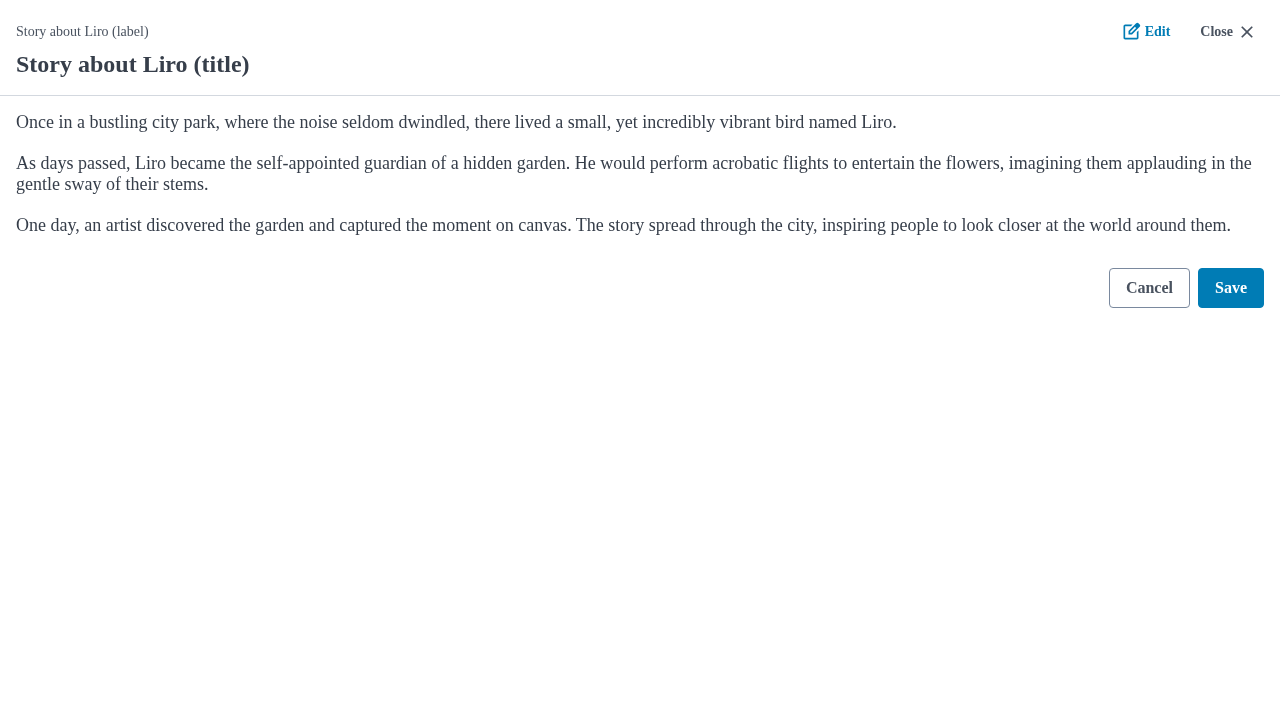 Story about Liro (label)
Edit
Close
Story about Liro (title)
Once in a bustling city park, where the noise seldom dwindled, there lived a small, yet incredibly vibrant bird named Liro.
As days passed, Liro became the self-appointed guardian of a hidden garden. He would perform acrobatic flights to entertain the flowers, imagining them applauding in the
gentle sway of their stems.
One day, an artist discovered the garden and captured the moment on canvas. The story spread through the city, inspiring people to look closer at the world around them.
Cancel
Save